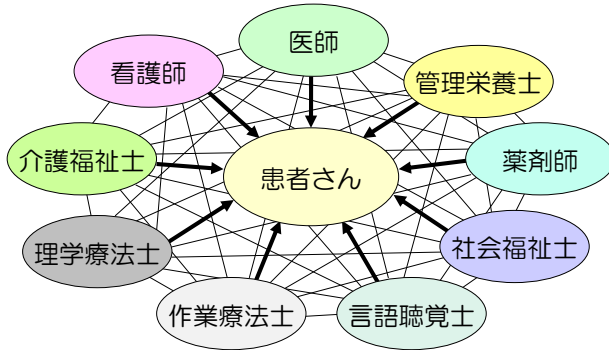 医師
看護師
管理栄養士
介護福祉士
患者さん
薬剤師
理学療法士
社会福祉士
作業療法士
言語聴覚士